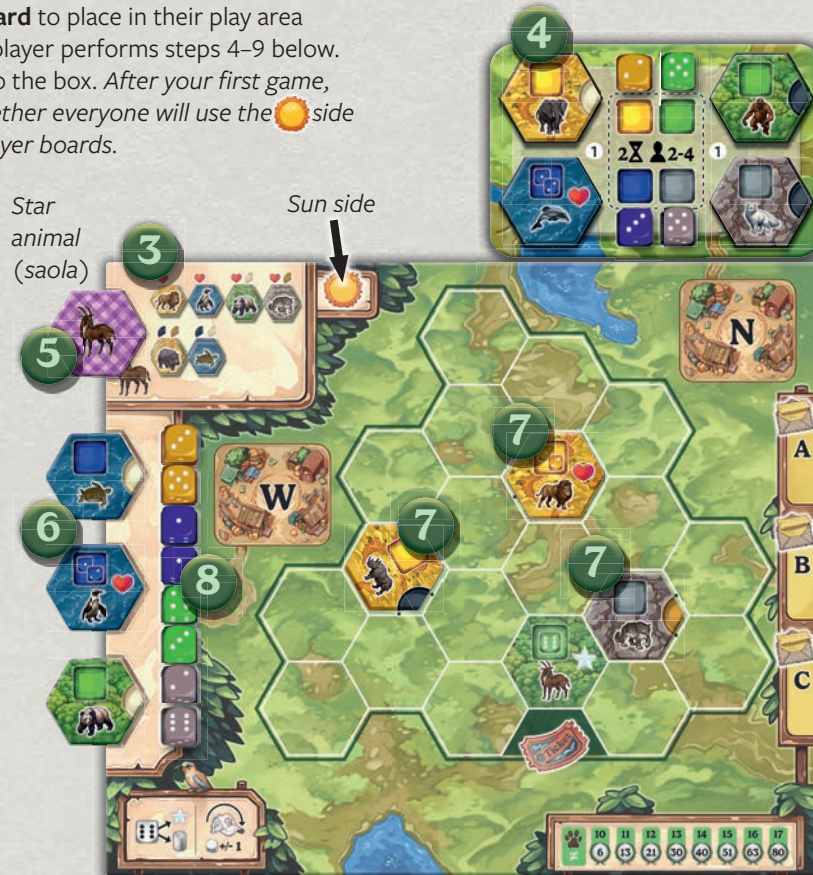 ard to place in their play area
player performs steps 4–9 below.
o the box. After your first game,
ether everyone will use the side
yer boards.
4
1 2 2-4 1
Star
animal
(saola)
Sun side
3
5
N
7
A
W
7
6
7
B
8
C
Ticket
+/- 1
≠ 10 11 12 13 14 15 16 17
6 13 21 30 40 51 63 80